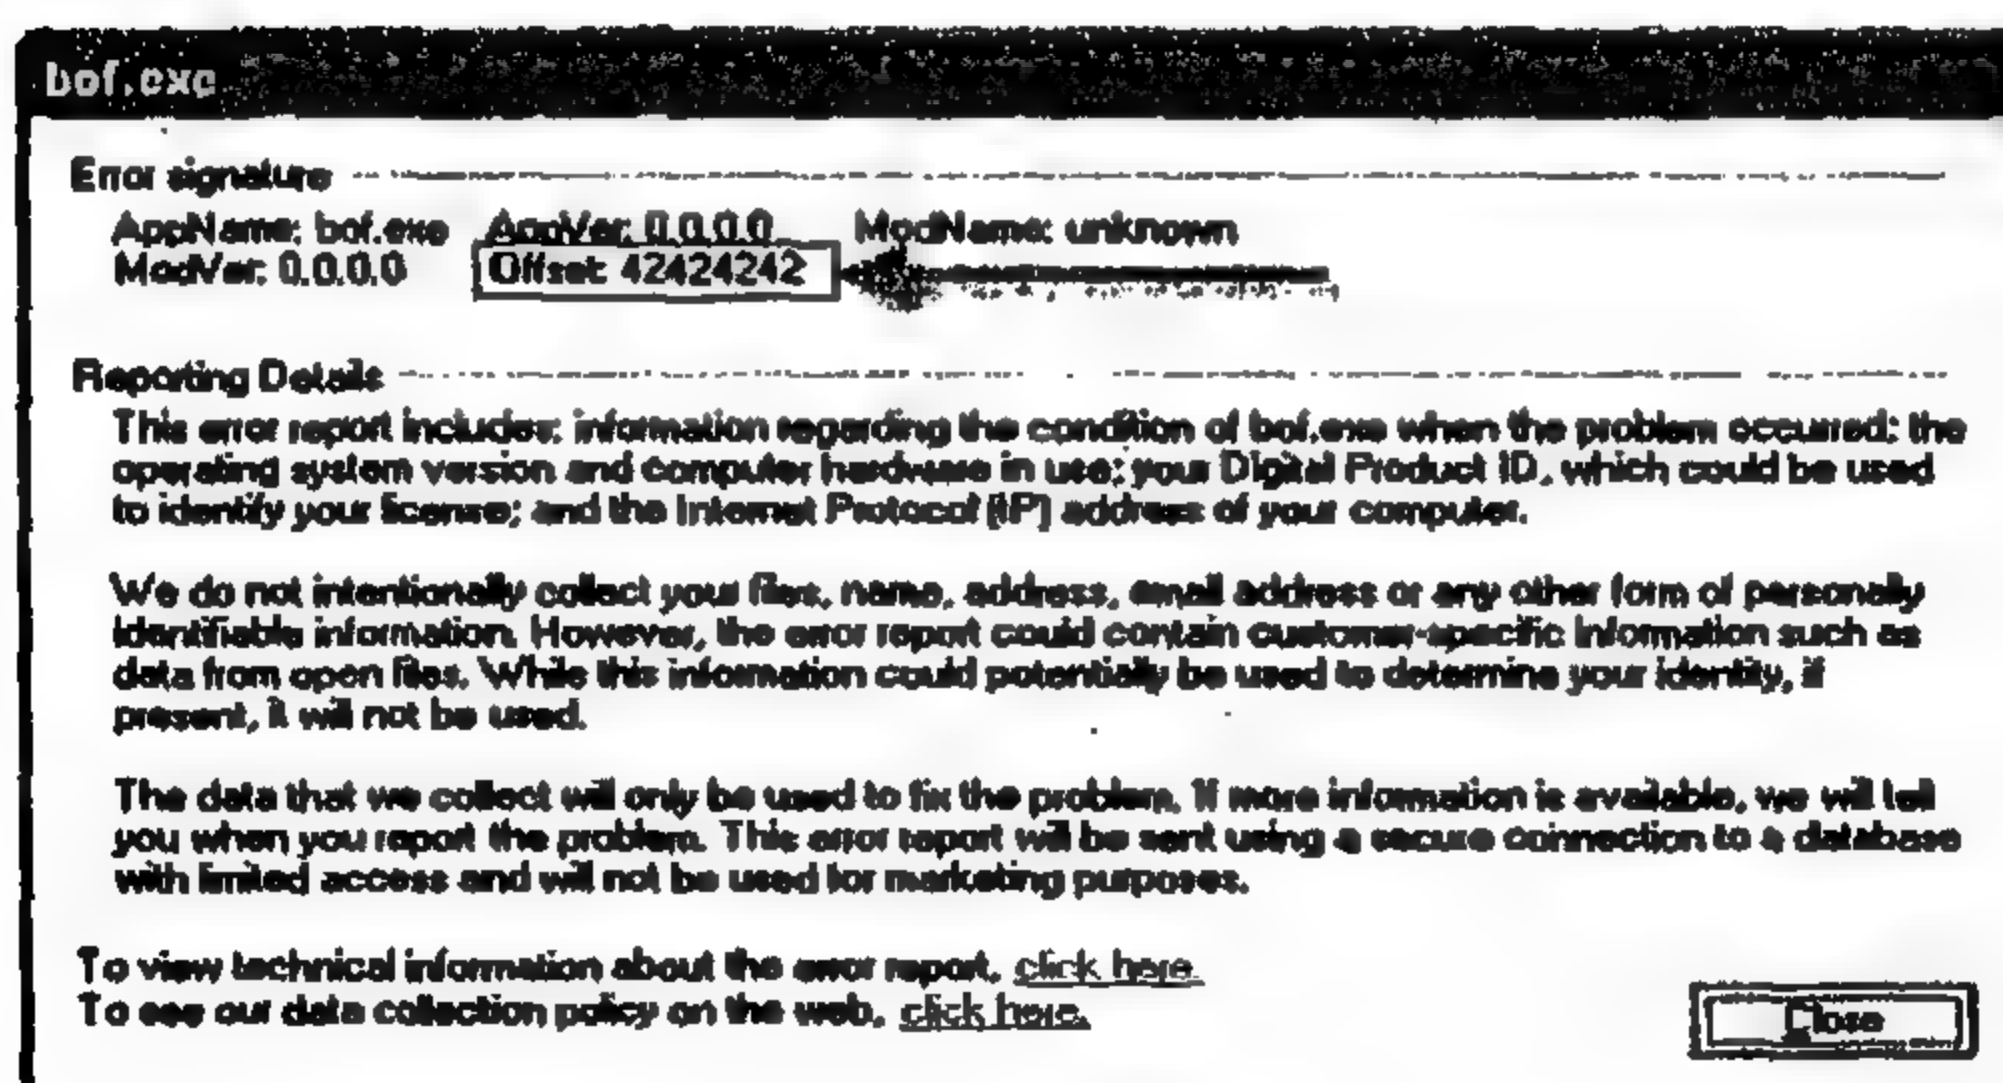 bof.exe
Error signature
AppName: bof.exe AppVer: 0.0.0.0 ModName: unknown
ModVer: 0.0.0.0 Offset: 42424242
Reporting Details
This error report includes: information regarding the condition of bof.exe when the problem occurred; the
operating system version and computer hardware in use; your Digital Product ID, which could be used
to identify your license; and the Internet Protocol (IP) address of your computer.
We do not intentionally collect your files, name, address, email address or any other form of personally
identifiable information. However, the error report could contain customer-specific information such as
data from open files. While this information could potentially be used to determine your identity, if
present, it will not be used.
The data that we collect will only be used to fix the problem. If more information is available, we will tell
you when you report the problem. This error report will be sent using a secure connection to a database
with limited access and will not be used for marketing purposes.
To view technical information about the error report, click here.
To see our data collection policy on the web, click here.
Close